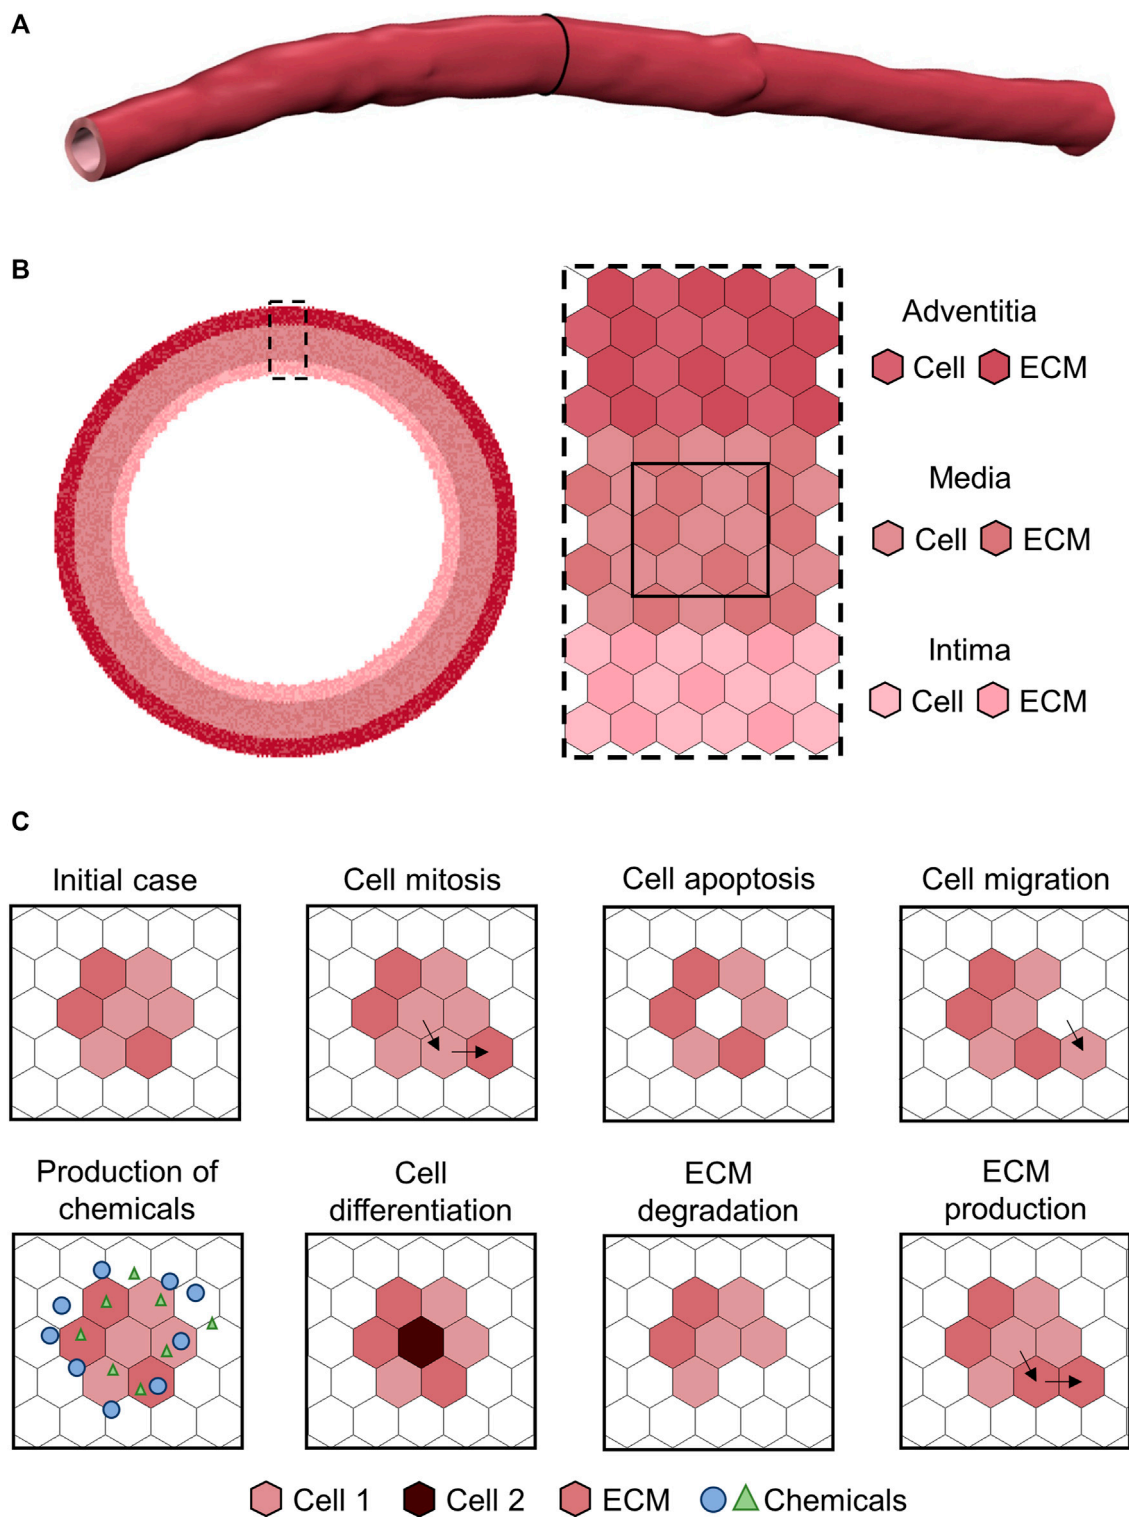 A
B
Adventitia
Cell ECM
Media
Cell ECM
Intima
Cell ECM
C
Initial case
Cell mitosis
Cell apoptosis
Cell migration
Production of
chemicals
Cell
differentiation
ECM
degradation
ECM
production
Cell 1 Cell 2 ECM Chemicals